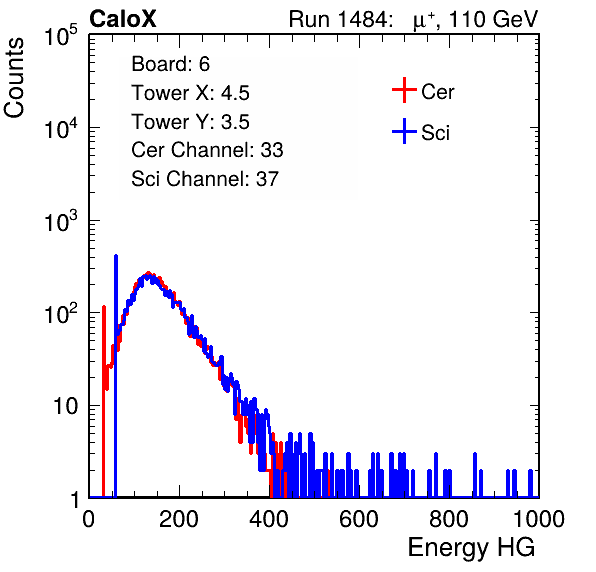 CaloX Run 1484: μ⁺, 110 GeV
Counts
Board: 6
Tower X: 4.5
Tower Y: 3.5
Cer Channel: 33
Sci Channel: 37
Cer
Sci
10⁵
10⁴
10³
10²
10
1
0 200 400 600 800 1000
Energy HG